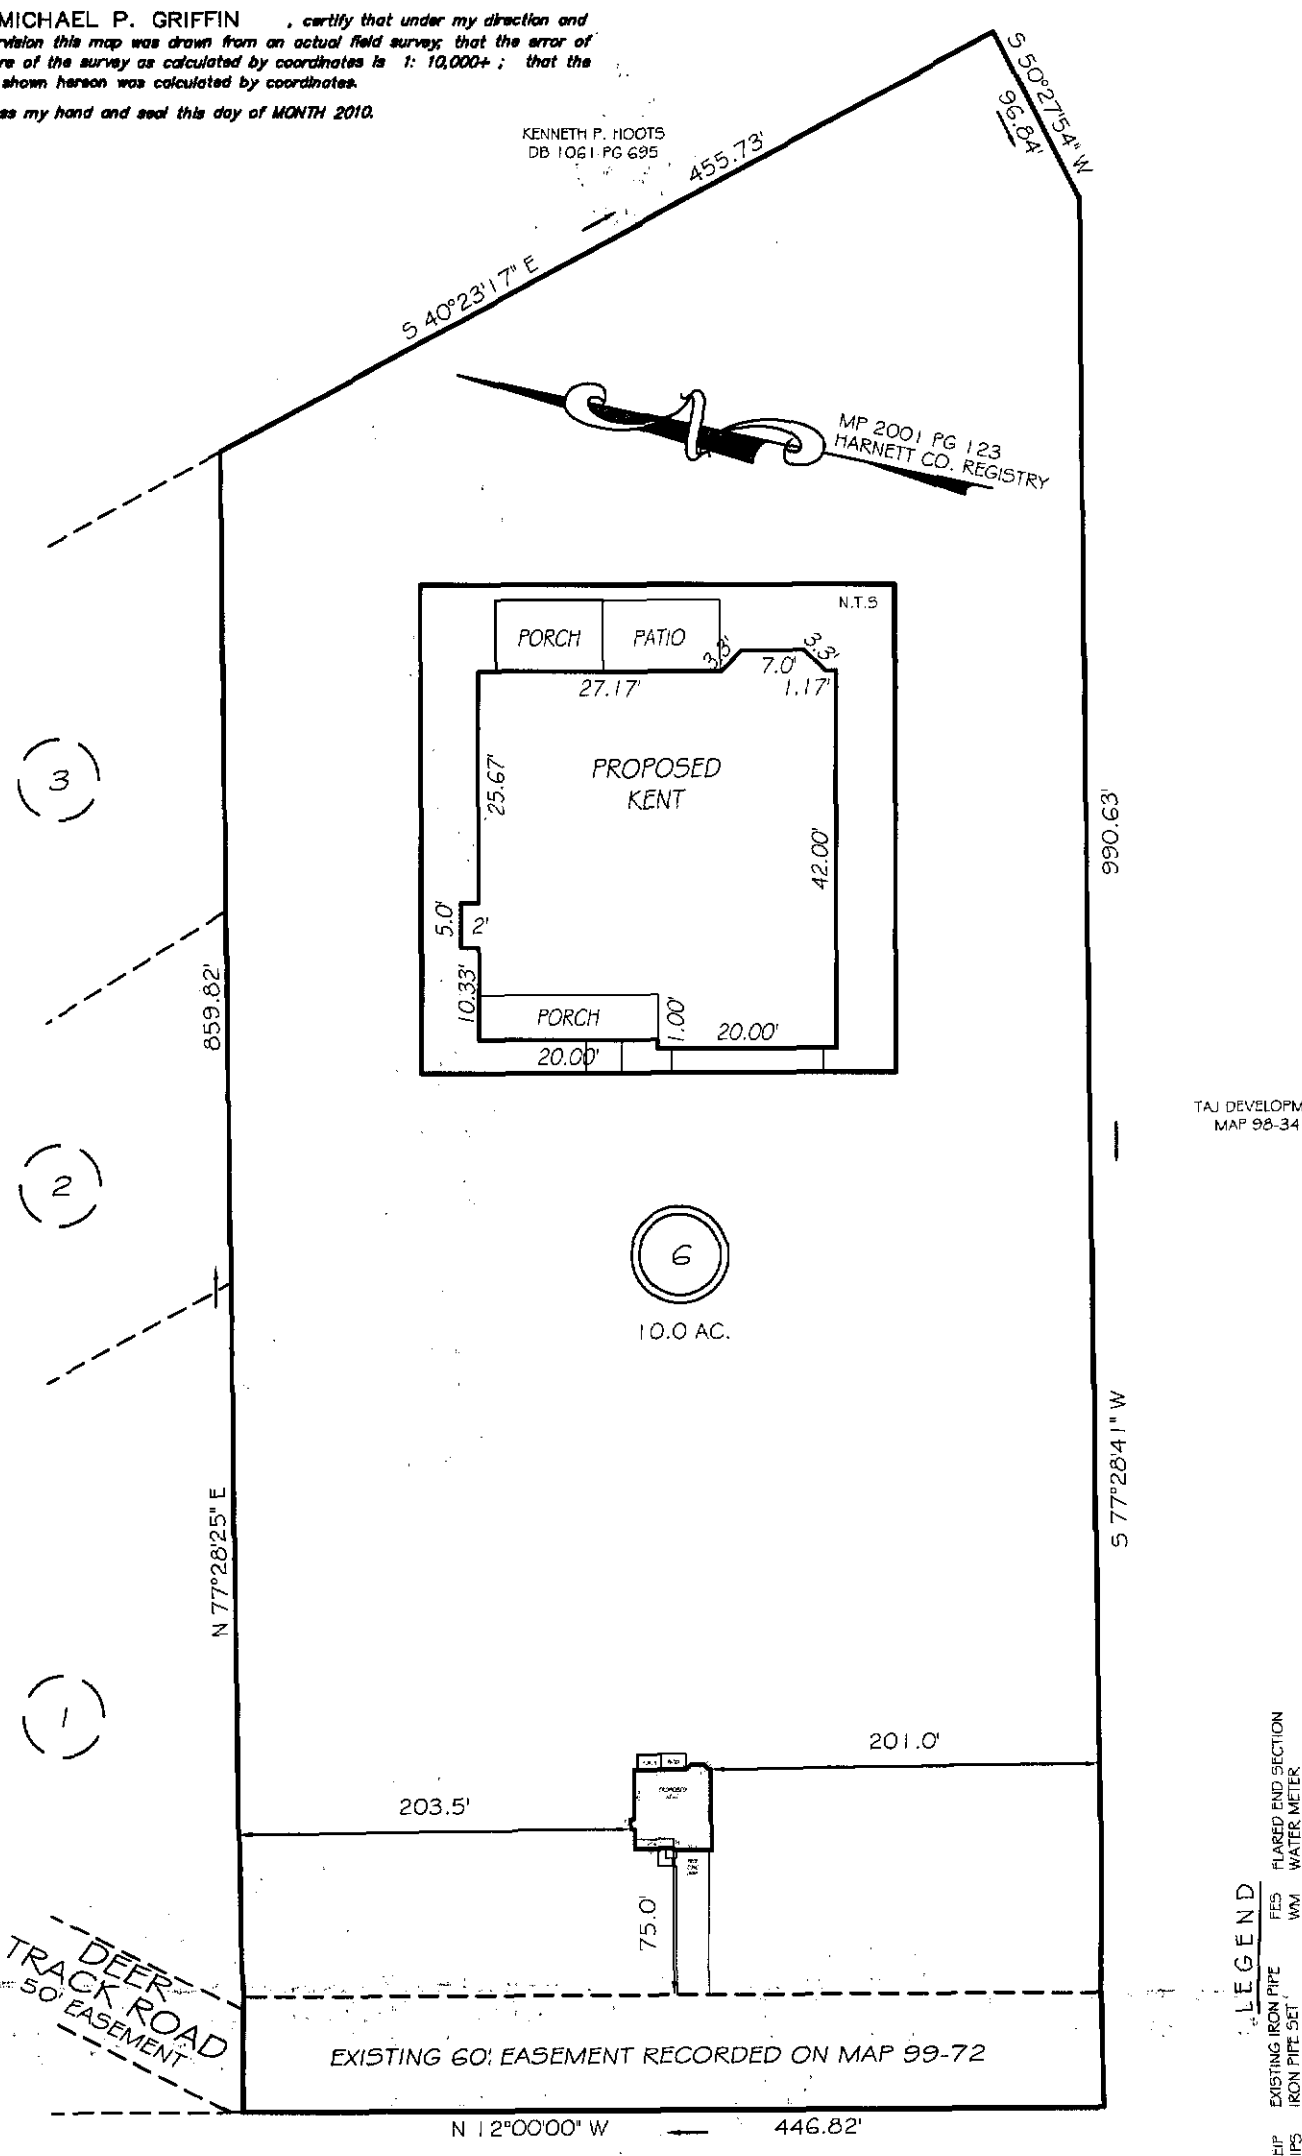 MICHAEL P. GRIFFIN , certify that under my direction and
this map was drawn from an actual field survey; that the error of
of the survey as calculated by coordinates is 1: 10,000+ ; that the
shown hereon was calculated by coordinates.
my hand and seal this day of MONTH 2010.
KENNETH P. HOOTS
DB 1061 PG 695
S 50°27'54" W
96.84'
455.73'
S 40°23'17" E
MP 2001 PG 123
HARNETT CO. REGISTRY
N.T.S
PORCH
PATIO
3.3'
7.0'
3.3'
1.17'
27.17'
PROPOSED
KENT
25.67'
42.00'
5.0'
2'
10.33'
PORCH
1.00'
20.00'
20.00'
3
990.63'
859.82'
TAJ
MAP 98-34
2
6
10.0 AC.
S 77°28'41" W
N 77°28'25" E
1
201.0'
203.5'
75.0'
DEER
TRACK ROAD
50' EASEMENT
EXISTING 60' EASEMENT RECORDED ON MAP 99-72
N 12°00'00" W 446.82'
LEGEND
EXISTING IRON PIPE
IRON PIPE SET
FES FLARED END SECTION
WM WATER METER